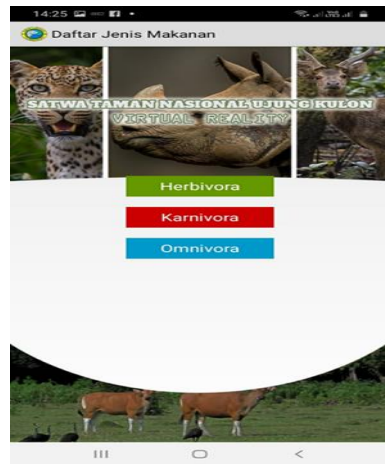 14:25
Daftar Jenis Makanan
SATWA TAMAN NASIONAL UJUNG KULON
VIRTUAL REALITY
Herbivora
Karnivora
Omnivora